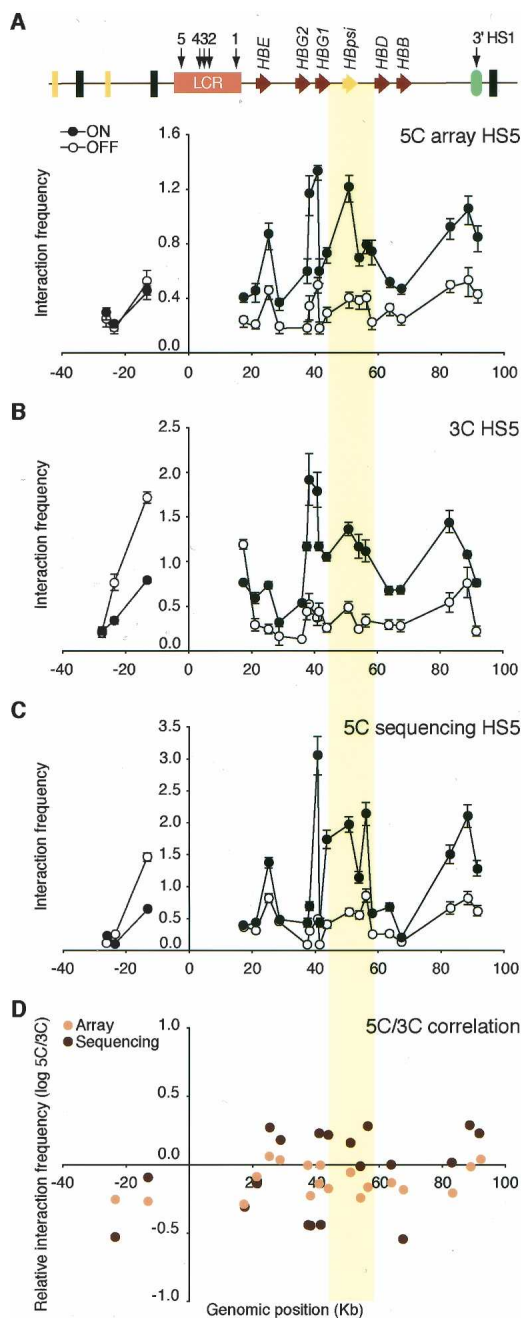 A
5 432 1 HBE HBG2 HBG1 HBpsi HBD HBB 3' HS1
LCR
ON
OFF
5C array HS5
Interaction frequency
1.6
1.2
0.8
0.4
0.0
-40 -20 0 20 40 60 80 100
B
3C HS5
Interaction frequency
2.5
2.0
1.5
1.0
0.5
0.0
-40 -20 0 20 40 60 80 100
C
5C sequencing HS5
Interaction frequency
3.5
3.0
2.5
2.0
1.5
1.0
0.5
0.0
-40 -20 0 20 40 60 80 100
D
Array
Sequencing
5C/3C correlation
Relative interaction frequency (log 5C/3C)
1.0
0.5
0.0
-0.5
-1.0
-40 -20 0 20 40 60 80 100
Genomic position (Kb)